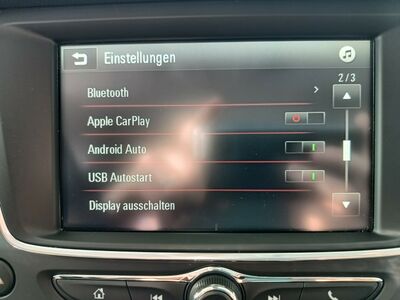 Einstellungen
2/3
Bluetooth
Apple CarPlay
Android Auto
USB Autostart
Display ausschalten